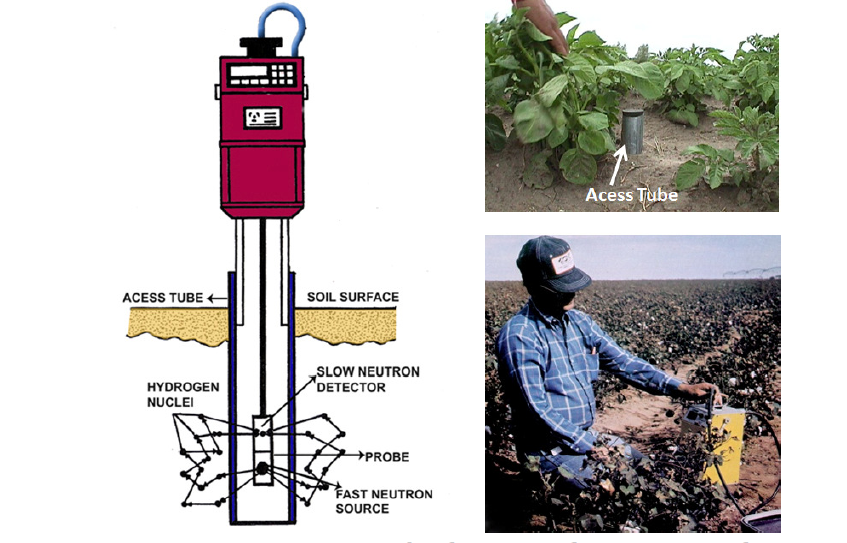 ACESS TUBE
SOIL SURFACE
HYDROGEN
NUCLEI
SLOW NEUTRON
DETECTOR
PROBE
FAST NEUTRON
SOURCE
Acess Tube